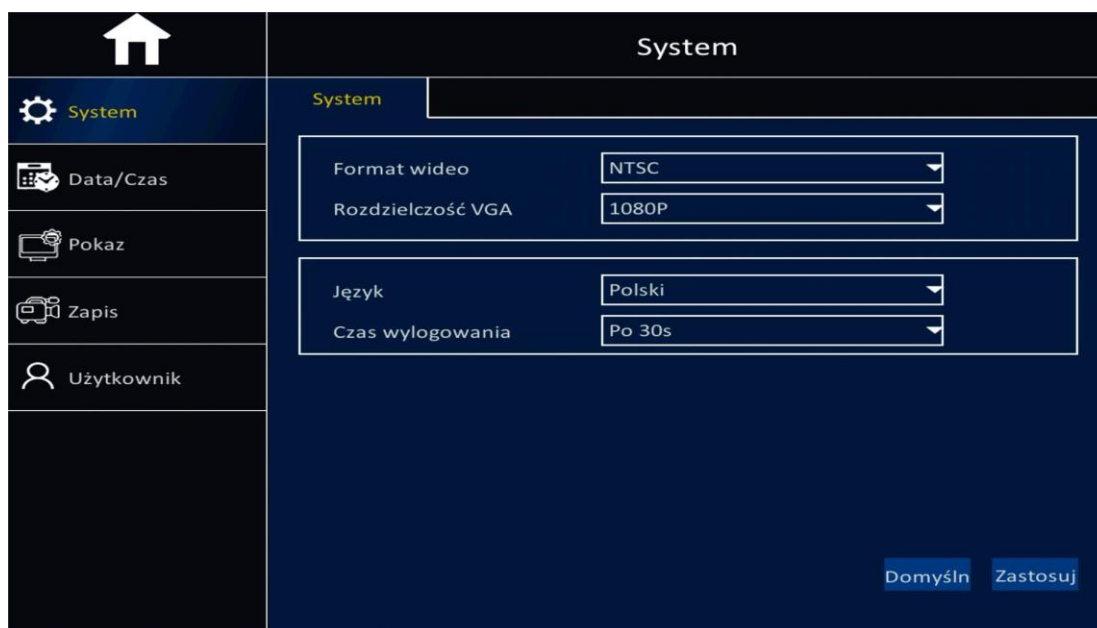 System
System
Data/Czas
Pokaz
Zapis
Użytkownik
System
Format wideo NTSC
Rozdzielczość VGA 1080P
Język Polski
Czas wylogowania Po 30s
Domyśln Zastosuj